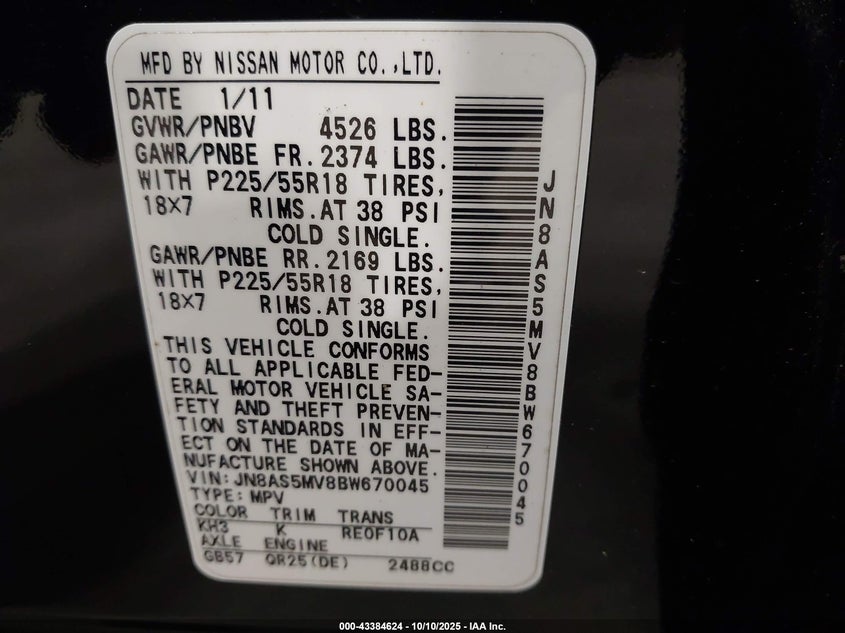 MFD BY NISSAN MOTOR CO.,LTD.
DATE 1/11
GVWR/PNBV 4526 LBS.
GAWR/PNBE FR.2374 LBS.
WITH P225/55R18 TIRES,
18×7 RIMS.AT 38 PSI
COLD SINGLE.
GAWR/PNBE RR.2169 LBS.
WITH P225/55R18 TIRES,
18×7 RIMS.AT 38 PSI
COLD SINGLE.
THIS VEHICLE CONFORMS
TO ALL APPLICABLE FED-
ERAL MOTOR VEHICLE SA-
FETY AND THEFT PREVEN-
TION STANDARDS IN EFF-
ECT ON THE DATE OF MA-
NUFACTURE SHOWN ABOVE.
VIN:JN8AS5MV8BW670045
TYPE:MPV
COLOR TRIM TRANS
KH3 K RE0F10A
AXLE ENGINE
GB57 QR25(DE) 2488CC
JN8AS5MV8BW670045
000-43384624 - 10/10/2025 - IAA Inc.